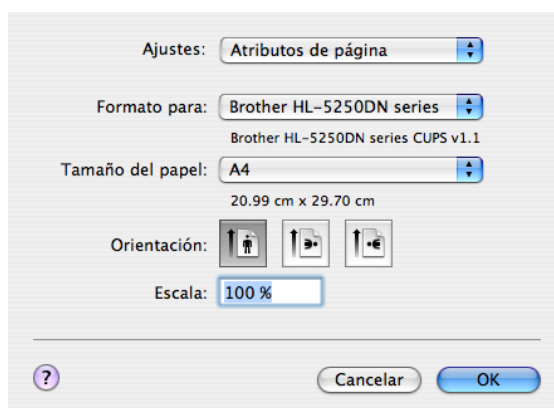 Ajustes: Atributos de página
Formato para: Brother HL-5250DN series
Brother HL-5250DN series CUPS v1.1
Tamaño del papel: A4
20.99 cm x 29.70 cm
Orientación:
Escala: 100 %
? Cancelar OK